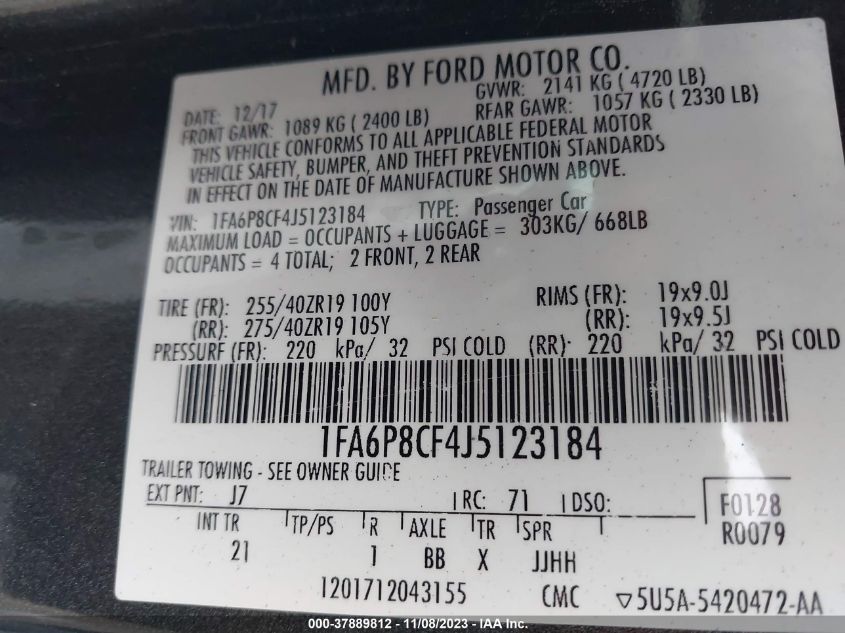 MFD. BY FORD MOTOR CO.
DATE: 12/17 GVWR: 2141 KG ( 4720 LB)
FRONT GAWR: 1089 KG ( 2400 LB) RFAR GAWR: 1057 KG ( 2330 LB)
THIS VEHICLE CONFORMS TO ALL APPLICABLE FEDERAL MOTOR
VEHICLE SAFETY, BUMPER, AND THEFT PREVENTION STANDARDS
IN EFFECT ON THE DATE OF MANUFACTURE SHOWN ABOVE.
VIN: 1FA6P8CF4J5123184 TYPE: Passenger Car
MAXIMUM LOAD = OCCUPANTS + LUGGAGE = 303KG/ 668LB
OCCUPANTS = 4 TOTAL; 2 FRONT, 2 REAR
TIRE (FR): 255/40ZR19 100Y RIMS (FR): 19x9.0J
(RR): 275/40ZR19 105Y (RR): 19x9.5J
PRESSURF (FR): 220 kPa/ 32 PSI COLD (RR): 220 kPa/ 32 PSI COLD
1FA6P8CF4J5123184
TRAILER TOWING - SEE OWNER GUIDE
EXT PNT: J7 RC: 71 DSO: F0128
INT TR TP/PS R AXLE TR SPR R0079
21 1 BB X JJHH
1201712043155 CMC ▽5U5A-5420472-AA
000-37889812 - 11/08/2023 - IAA Inc.